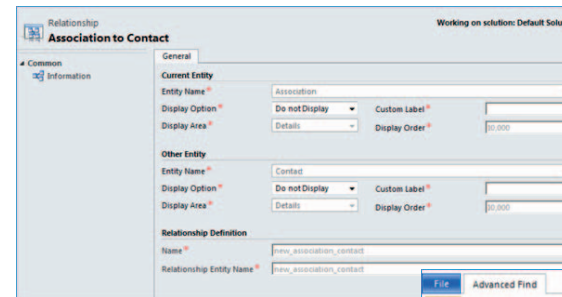 Relationship
Working on solution: Default Solu
Association to Contact
Common
Information
General
Current Entity
Entity Name *
Association
Display Option *
Do not Display
Custom Label *
Display Area *
Details
Display Order *
10,000
Other Entity
Entity Name *
Contact
Display Option *
Do not Display
Custom Label *
Display Area *
Details
Display Order *
10,000
Relationship Definition
Name *
new_association_contact
Relationship Entity Name *
new_association_contact
File
Advanced Find